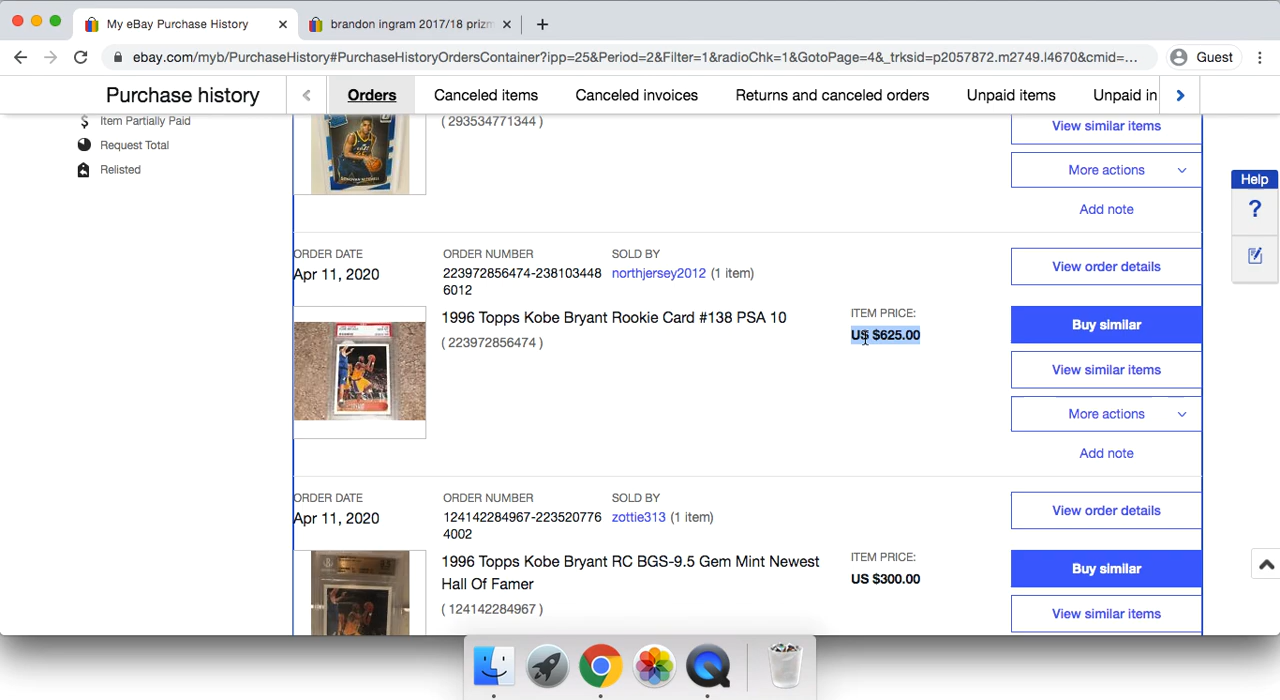 My eBay Purchase History
brandon ingram 2017/18 prizm
ebay.com/myb/PurchaseHistory#PurchaseHistoryOrdersContainer?ipp=25&Period=2&Filter=1&radioChk=1&GotoPage=4&_trksid=p2057872.m2749.l4670&cmid=...
Guest
Purchase history
Orders
Canceled items
Canceled invoices
Returns and canceled orders
Unpaid items
Unpaid in
Item Partially Paid
Request Total
Relisted
( 293534771344 )
View similar items
More actions
Add note
Help
?
ORDER DATE
Apr 11, 2020
ORDER NUMBER
223972856474-238103448
6012
SOLD BY
northjersey2012 (1 item)
View order details
1996 Topps Kobe Bryant Rookie Card #138 PSA 10
( 223972856474 )
ITEM PRICE:
US $625.00
Buy similar
View similar items
More actions
Add note
ORDER DATE
Apr 11, 2020
ORDER NUMBER
124142284967-223520776
4002
SOLD BY
zottie313 (1 item)
View order details
1996 Topps Kobe Bryant RC BGS-9.5 Gem Mint Newest
Hall Of Famer
( 124142284967 )
ITEM PRICE:
US $300.00
Buy similar
View similar items